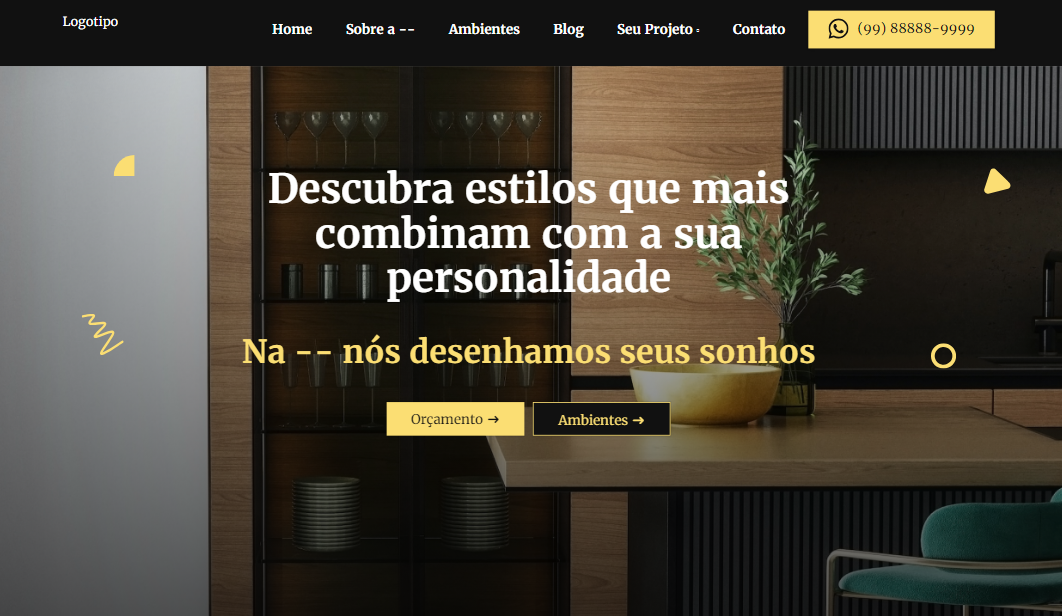 Logotipo
Home Sobre a -- Ambientes Blog Seu Projeto Contato (99) 88888-9999
Descubra estilos que mais
combinam com a sua
personalidade
Na -- nós desenhamos seus sonhos
Orçamento → Ambientes →